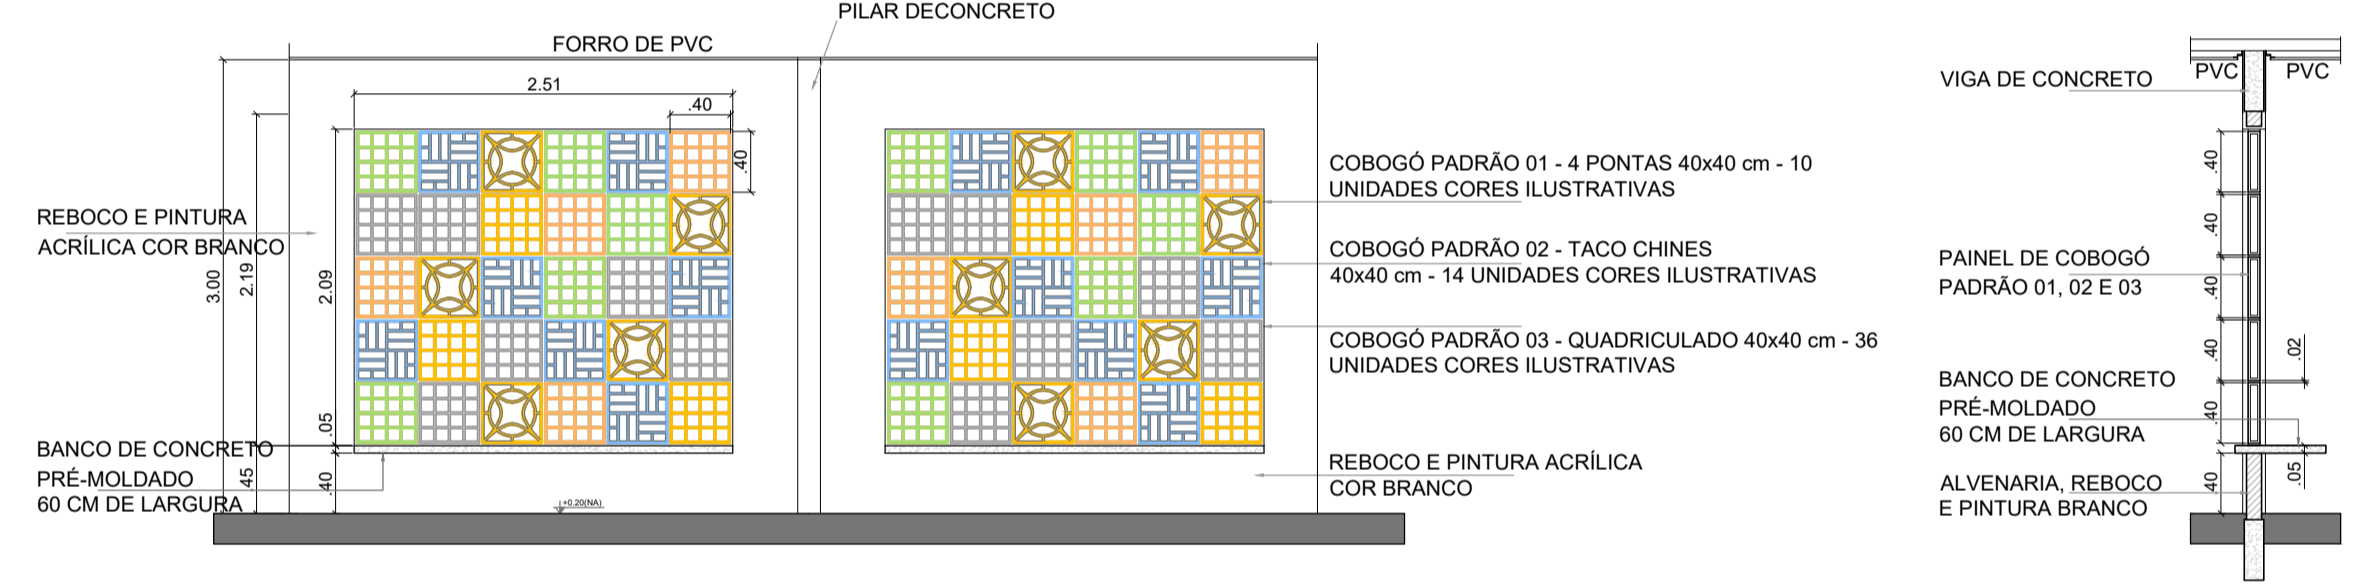 PILAR DECONCRETO
FORRO DE PVC
2.51
.40
.40
REBOCO E PINTURA
ACRÍLICA COR BRANCO
3.00
2.19
2.09
.05
BANCO DE CONCRETO
PRÉ-MOLDADO
60 CM DE LARGURA
.45
.40
+0.20(NA)
COBOGÓ PADRÃO 01 - 4 PONTAS 40x40 cm - 10
UNIDADES CORES ILUSTRATIVAS
COBOGÓ PADRÃO 02 - TACO CHINES
40x40 cm - 14 UNIDADES CORES ILUSTRATIVAS
COBOGÓ PADRÃO 03 - QUADRICULADO 40x40 cm - 36
UNIDADES CORES ILUSTRATIVAS
REBOCO E PINTURA ACRÍLICA
COR BRANCO
VIGA DE CONCRETO
PVC
PVC
.40
.40
PAINEL DE COBOGÓ
PADRÃO 01, 02 E 03
.40
.40
.02
BANCO DE CONCRETO
PRÉ-MOLDADO
60 CM DE LARGURA
.40
.05
ALVENARIA, REBOCO
E PINTURA BRANCO
.40